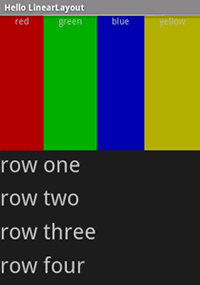 Hello LinearLayout
red green blue yellow
row one
row two
row three
row four